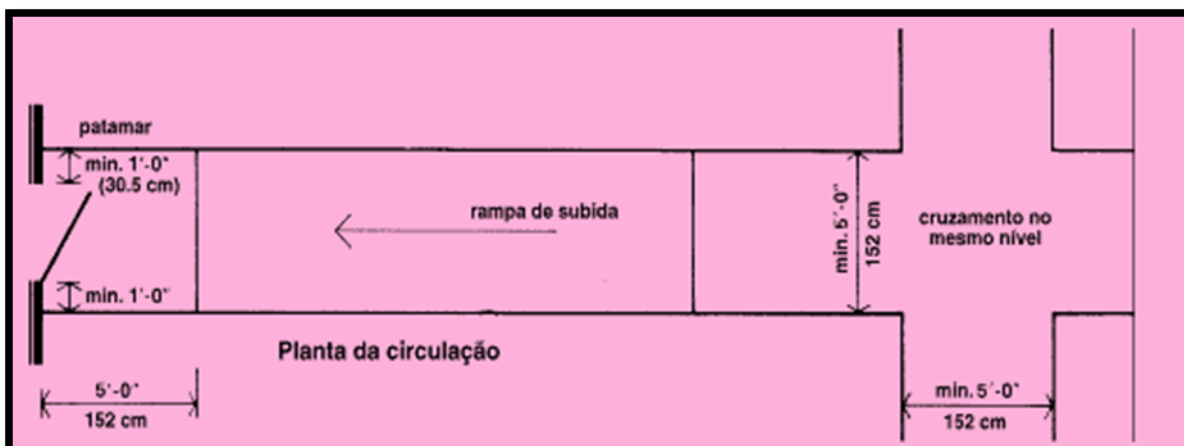 patamar
min. 1'-0"
(30.5 cm)
rampa de subida
min. 5'-0"
152 cm
cruzamento no
mesmo nível
min. 1'-0"
Planta da circulação
5'-0"
152 cm
min. 5'-0"
152 cm